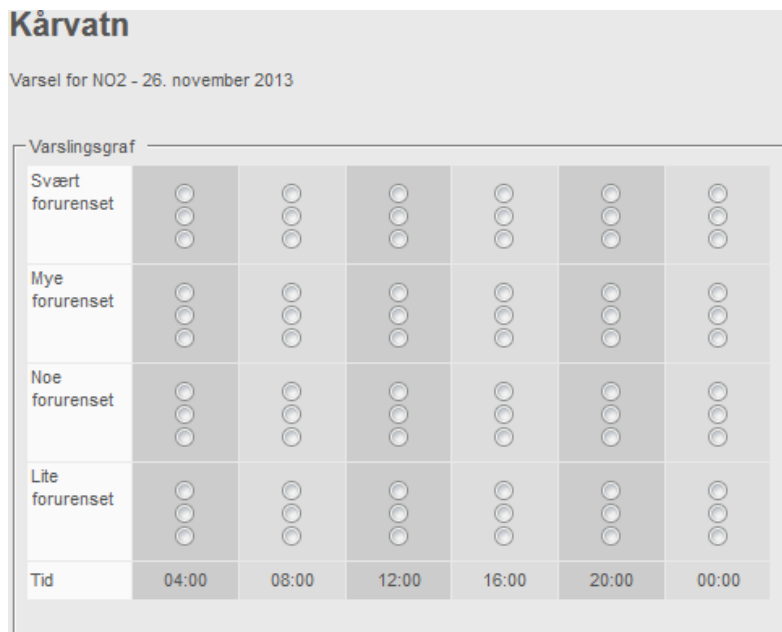 Kårvatn
Varsel for NO2 - 26. november 2013
Varslingsgraf
Svært
forurenset
Mye
forurenset
Noe
forurenset
Lite
forurenset
Tid 04:00 08:00 12:00 16:00 20:00 00:00